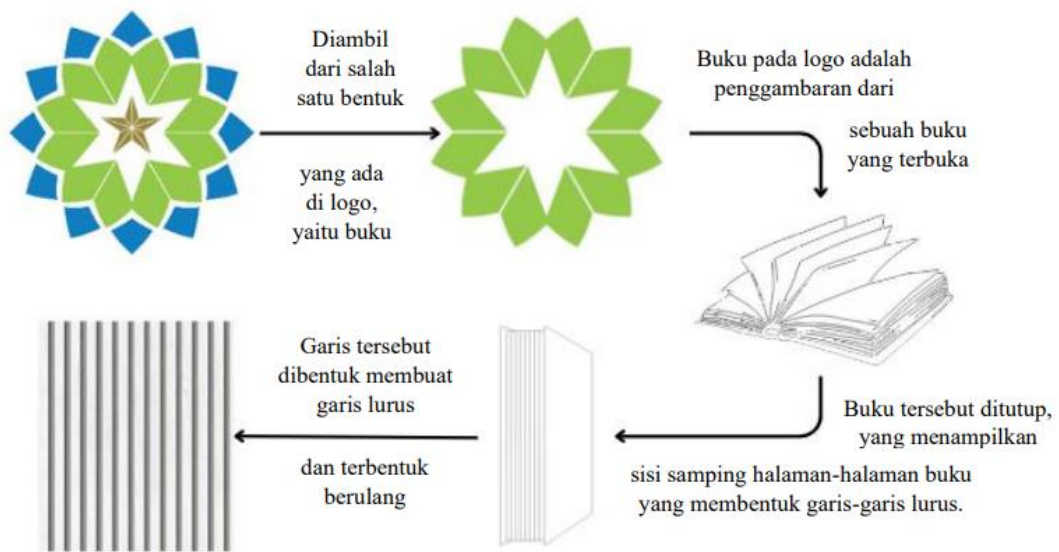 Diambil
dari salah
satu bentuk
yang ada
di logo,
yaitu buku
Buku pada logo adalah
penggambaran dari
sebuah buku
yang terbuka
Buku tersebut ditutup,
yang menampilkan
sisi samping halaman-halaman buku
yang membentuk garis-garis lurus.
Garis tersebut
dibentuk membuat
garis lurus
dan terbentuk
berulang